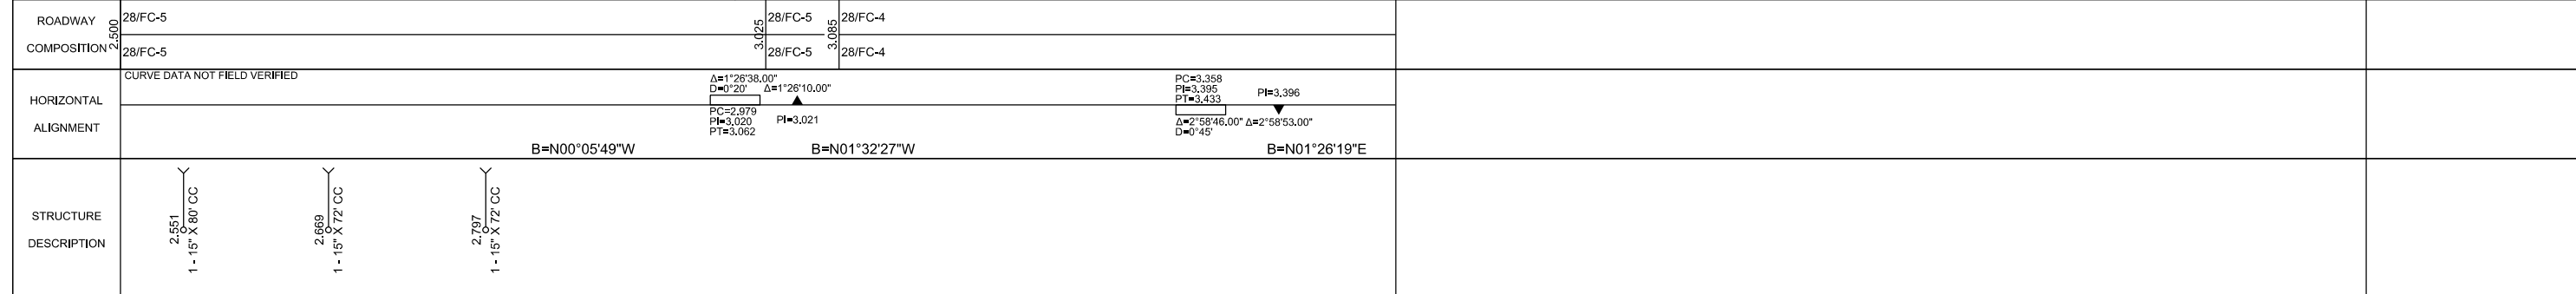 ROADWAY
COMPOSITION
2.500
28/FC-5
28/FC-5
3.025
28/FC-5
28/FC-5
3.085
28/FC-4
28/FC-4
HORIZONTAL
ALIGNMENT
CURVE DATA NOT FIELD VERIFIED
Δ=1°26'38.00"
D=0°20'
PC=2.979
PI=3.020
PT=3.062
Δ=1°26'10.00"
PI=3.021
PC=3.358
PI=3.395
PT=3.433
Δ=2°58'46.00"
D=0°45'
PI=3.396
Δ=2°58'53.00"
B=N00°05'49"W
B=N01°32'27"W
B=N01°26'19"E
STRUCTURE
DESCRIPTION
2.551
1 - 15" X 80' CC
2.669
1 - 15" X 72' CC
2.797
1 - 15" X 72' CC